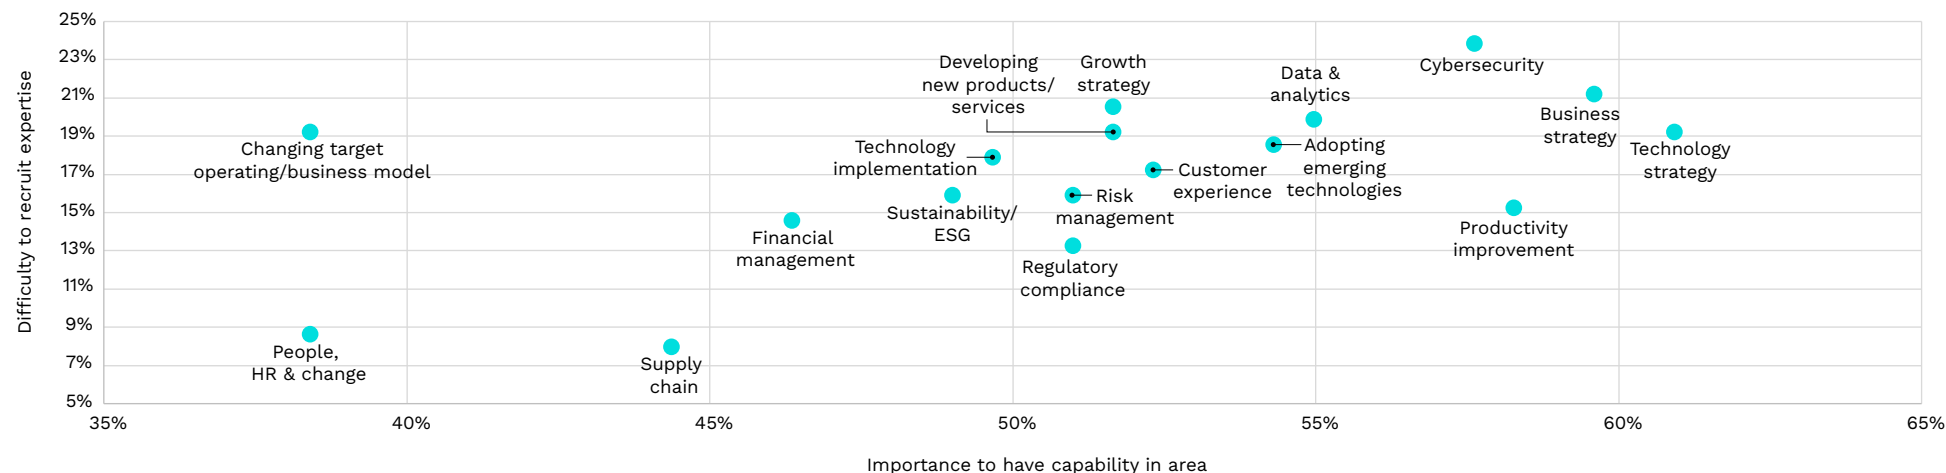 Difficulty to recruit expertise
25%
23%
21%
19%
17%
15%
13%
11%
9%
7%
5%
Changing target
operating/business model
People,
HR & change
Supply
chain
Financial
management
Sustainability/
ESG
Technology
implementation
Developing
new products/
services
Growth
strategy
Risk
management
Regulatory
compliance
Customer
experience
Data &
analytics
Adopting
emerging
technologies
Cybersecurity
Business
strategy
Technology
strategy
Productivity
improvement
35%
40%
45%
50%
55%
60%
65%
Importance to have capability in area